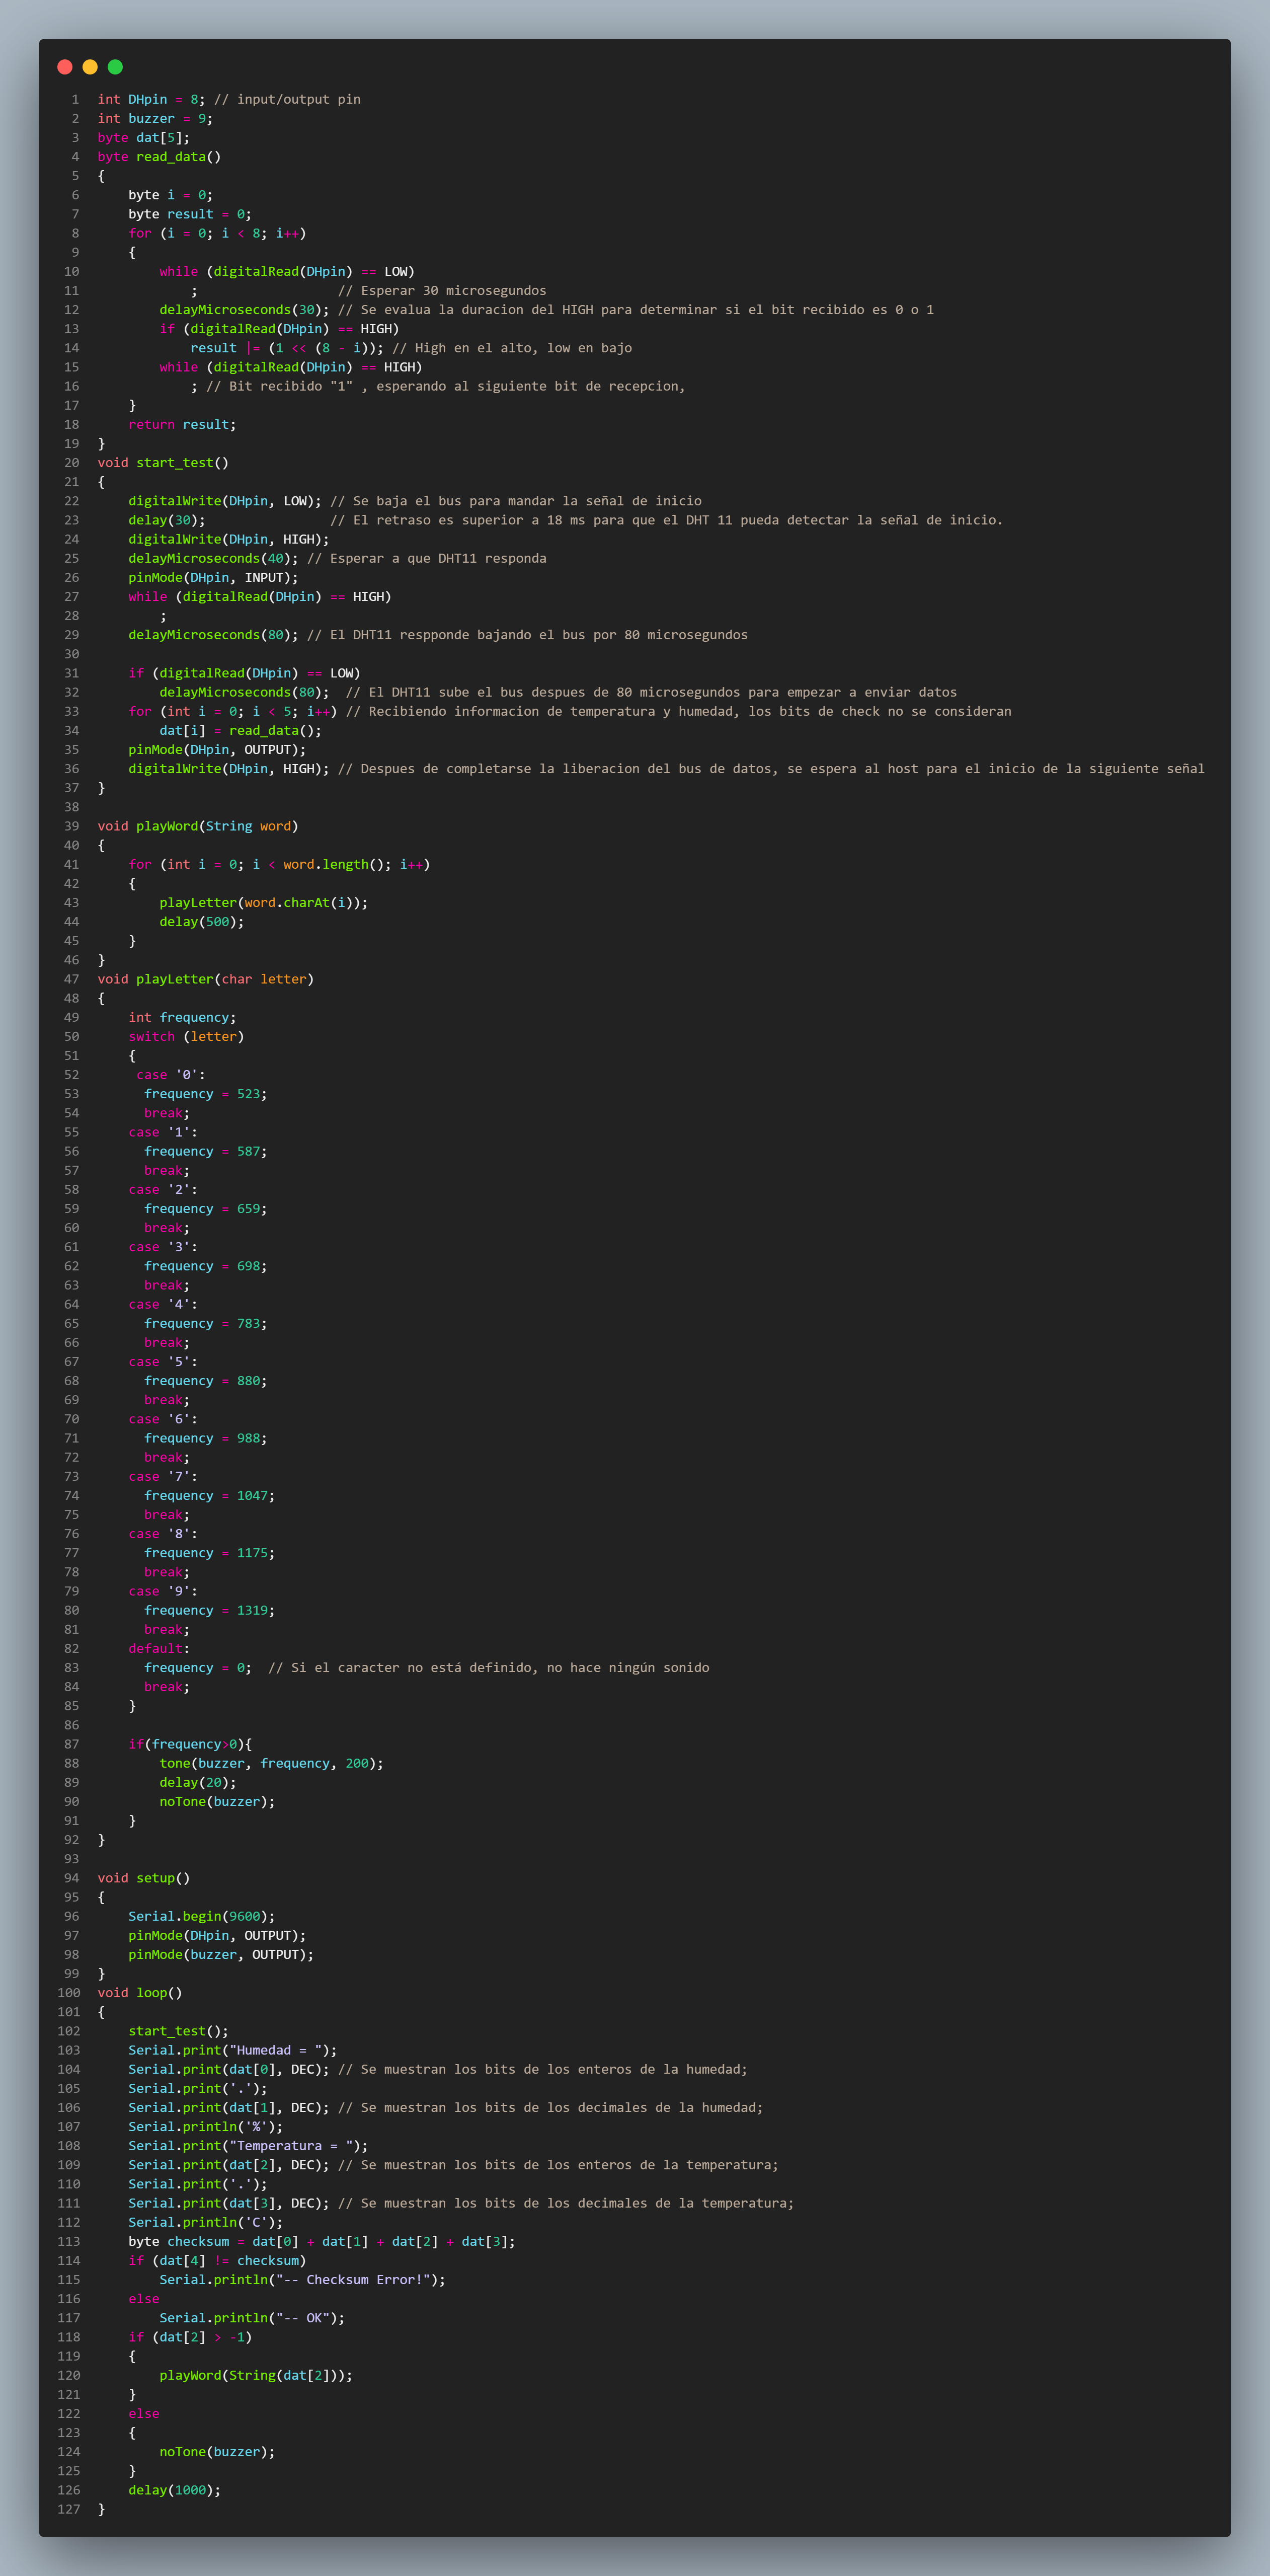 1 int DHpin = 8; // input/output pin
2 int buzzer = 9;
3 byte dat[5];
4 byte read_data()
5 {
6     byte i = 0;
7     byte result = 0;
8     for (i = 0; i < 8; i++)
9     {
10         while (digitalRead(DHpin) == LOW)
11             ;                  // Esperar 30 microsegundos
12         delayMicroseconds(30); // Se evalua la duracion del HIGH para determinar si el bit recibido es 0 o 1
13         if (digitalRead(DHpin) == HIGH)
14             result |= (1 << (8 - i)); // High en el alto, low en bajo
15         while (digitalRead(DHpin) == HIGH)
16             ; // Bit recibido "1" , esperando al siguiente bit de recepcion,
17     }
18     return result;
19 }
20 void start_test()
21 {
22     digitalWrite(DHpin, LOW); // Se baja el bus para mandar la señal de inicio
23     delay(30);                // El retraso es superior a 18 ms para que el DHT 11 pueda detectar la señal de inicio.
24     digitalWrite(DHpin, HIGH);
25     delayMicroseconds(40); // Esperar a que DHT11 responda
26     pinMode(DHpin, INPUT);
27     while (digitalRead(DHpin) == HIGH)
28         ;
29     delayMicroseconds(80); // El DHT11 respponde bajando el bus por 80 microsegundos
30
31     if (digitalRead(DHpin) == LOW)
32         delayMicroseconds(80);  // El DHT11 sube el bus despues de 80 microsegundos para empezar a enviar datos
33     for (int i = 0; i < 5; i++) // Recibiendo informacion de temperatura y humedad, los bits de check no se consideran
34         dat[i] = read_data();
35     pinMode(DHpin, OUTPUT);
36     digitalWrite(DHpin, HIGH); // Despues de completarse la liberacion del bus de datos, se espera al host para el inicio de la siguiente señal
37 }
38
39 void playWord(String word)
40 {
41     for (int i = 0; i < word.length(); i++)
42     {
43         playLetter(word.charAt(i));
44         delay(500);
45     }
46 }
47 void playLetter(char letter)
48 {
49     int frequency;
50     switch (letter)
51     {
52      case '0':
53       frequency = 523;
54       break;
55     case '1':
56       frequency = 587;
57       break;
58     case '2':
59       frequency = 659;
60       break;
61     case '3':
62       frequency = 698;
63       break;
64     case '4':
65       frequency = 783;
66       break;
67     case '5':
68       frequency = 880;
69       break;
70     case '6':
71       frequency = 988;
72       break;
73     case '7':
74       frequency = 1047;
75       break;
76     case '8':
77       frequency = 1175;
78       break;
79     case '9':
80       frequency = 1319;
81       break;
82     default:
83       frequency = 0;  // Si el caracter no está definido, no hace ningún sonido
84       break;
85     }
86
87     if(frequency>0){
88         tone(buzzer, frequency, 200);
89         delay(20);
90         noTone(buzzer);
91     }
92 }
93
94 void setup()
95 {
96     Serial.begin(9600);
97     pinMode(DHpin, OUTPUT);
98     pinMode(buzzer, OUTPUT);
99 }
100 void loop()
101 {
102     start_test();
103     Serial.print("Humedad = ");
104     Serial.print(dat[0], DEC); // Se muestran los bits de los enteros de la humedad;
105     Serial.print('.');
106     Serial.print(dat[1], DEC); // Se muestran los bits de los decimales de la humedad;
107     Serial.println('%');
108     Serial.print("Temperatura = ");
109     Serial.print(dat[2], DEC); // Se muestran los bits de los enteros de la temperatura;
110     Serial.print('.');
111     Serial.print(dat[3], DEC); // Se muestran los bits de los decimales de la temperatura;
112     Serial.println('C');
113     byte checksum = dat[0] + dat[1] + dat[2] + dat[3];
114     if (dat[4] != checksum)
115         Serial.println("-- Checksum Error!");
116     else
117         Serial.println("-- OK");
118     if (dat[2] > -1)
119     {
120         playWord(String(dat[2]));
121     }
122     else
123     {
124         noTone(buzzer);
125     }
126     delay(1000);
127 }